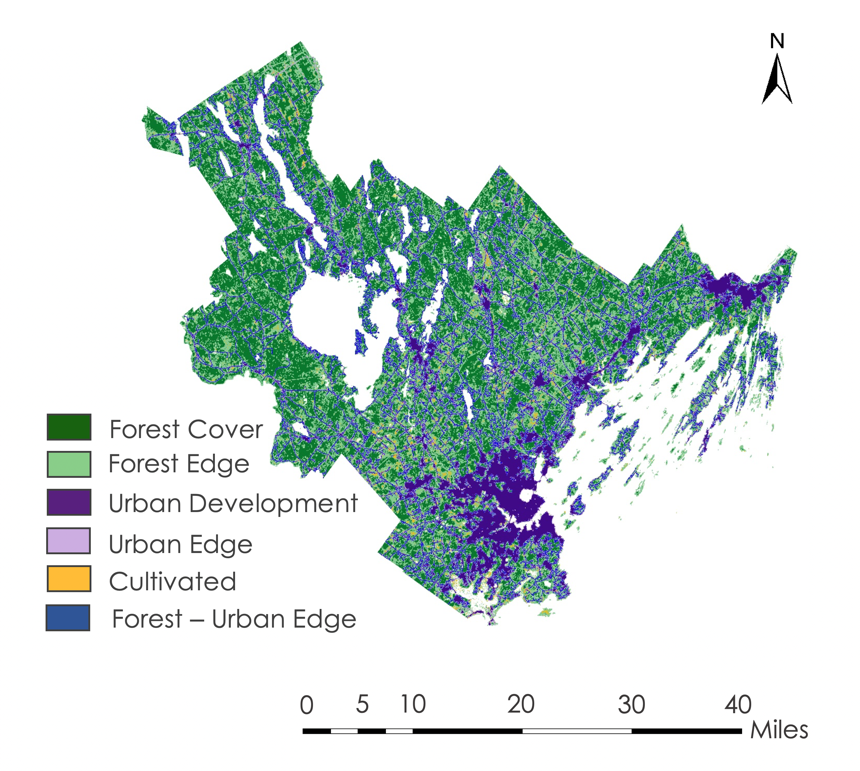 N
Forest Cover
Forest Edge
Urban Development
Urban Edge
Cultivated
Forest – Urban Edge
0 5 10 20 30 40
Miles